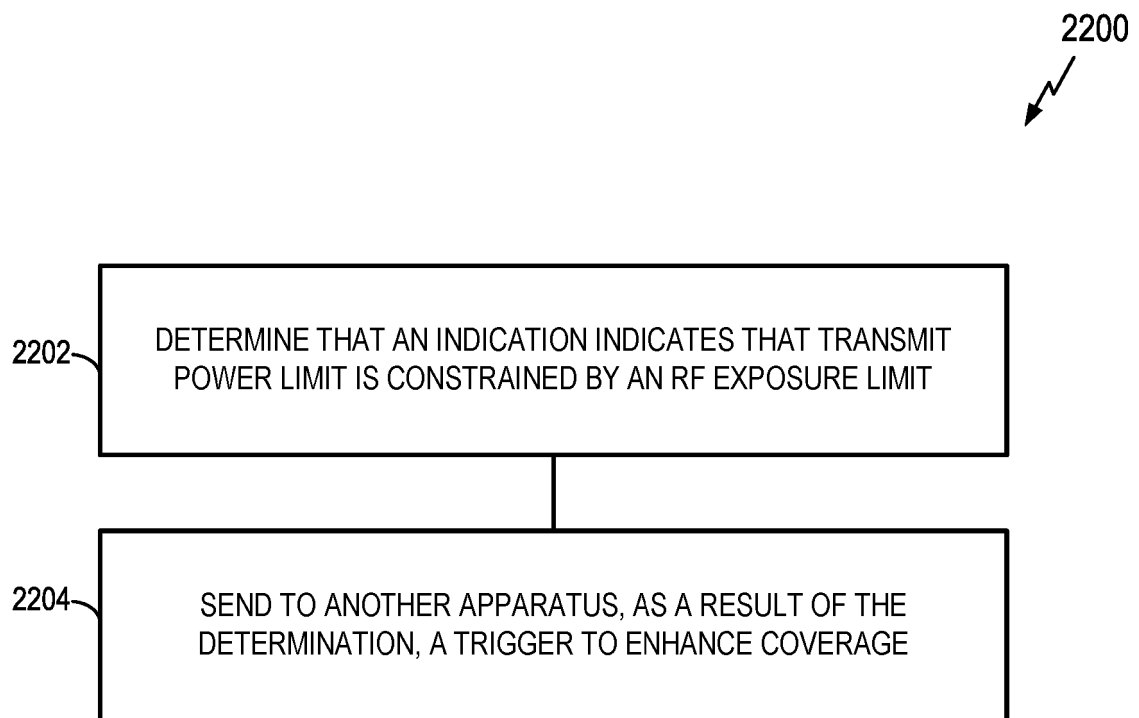 2200
2202
DETERMINE THAT AN INDICATION INDICATES THAT TRANSMIT
POWER LIMIT IS CONSTRAINED BY AN RF EXPOSURE LIMIT
2204
SEND TO ANOTHER APPARATUS, AS A RESULT OF THE
DETERMINATION, A TRIGGER TO ENHANCE COVERAGE